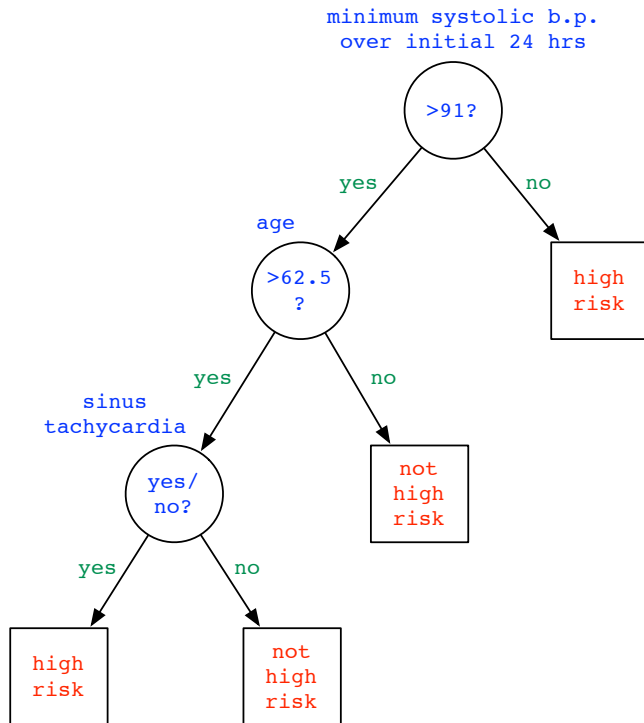 minimum systolic b.p.
over initial 24 hrs
>91?
yes
no
age
>62.5
?
high
risk
yes
no
sinus
tachycardia
yes/
no?
not
high
risk
yes
no
high
risk
not
high
risk